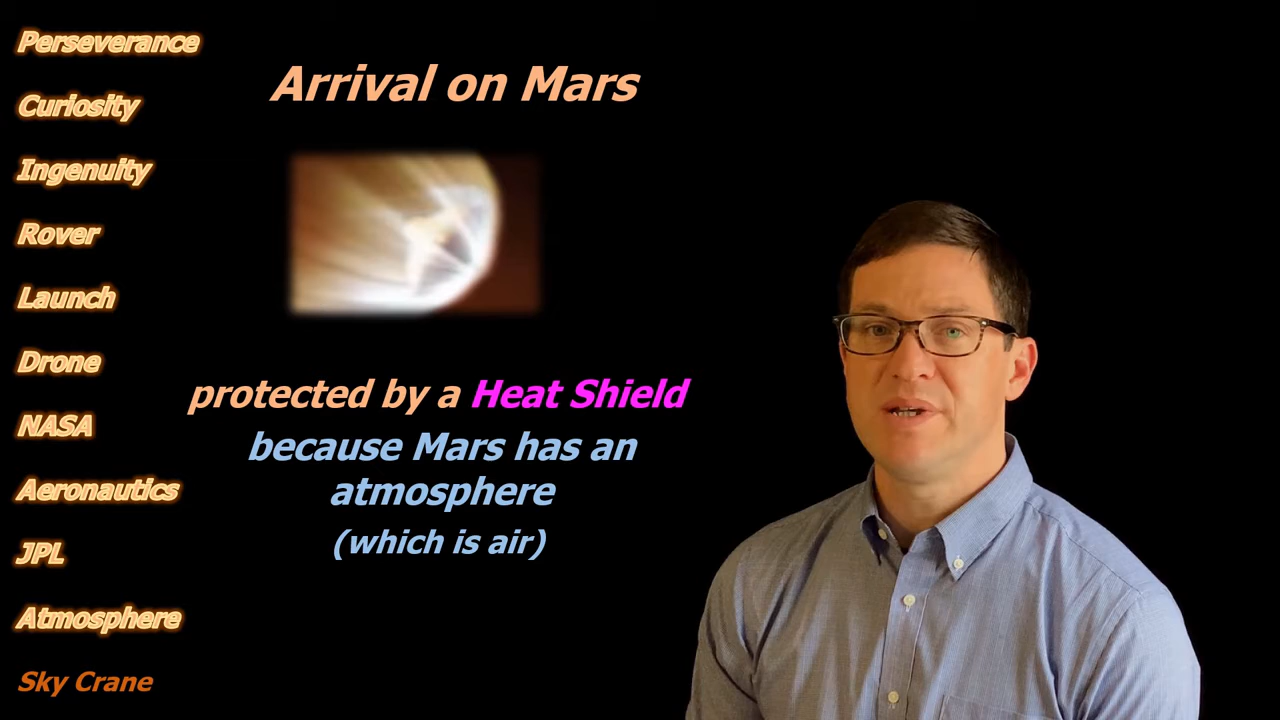 Perseverance
Curiosity
Ingenuity
Rover
Launch
Drone
NASA
Aeronautics
JPL
Atmosphere
Sky Crane
Arrival on Mars
protected by a Heat Shield
because Mars has an
atmosphere
(which is air)